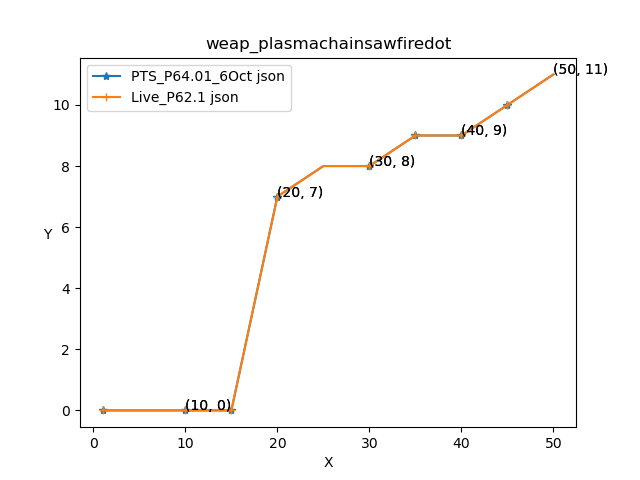 weap_plasmachainsawfiredot
PTS_P64.01_6Oct json
Live_P62.1 json
(50, 11)
(40, 9)
(30, 8)
(20, 7)
(10, 0)
10
8
6
4
2
0
Y
0 10 20 30 40 50
X